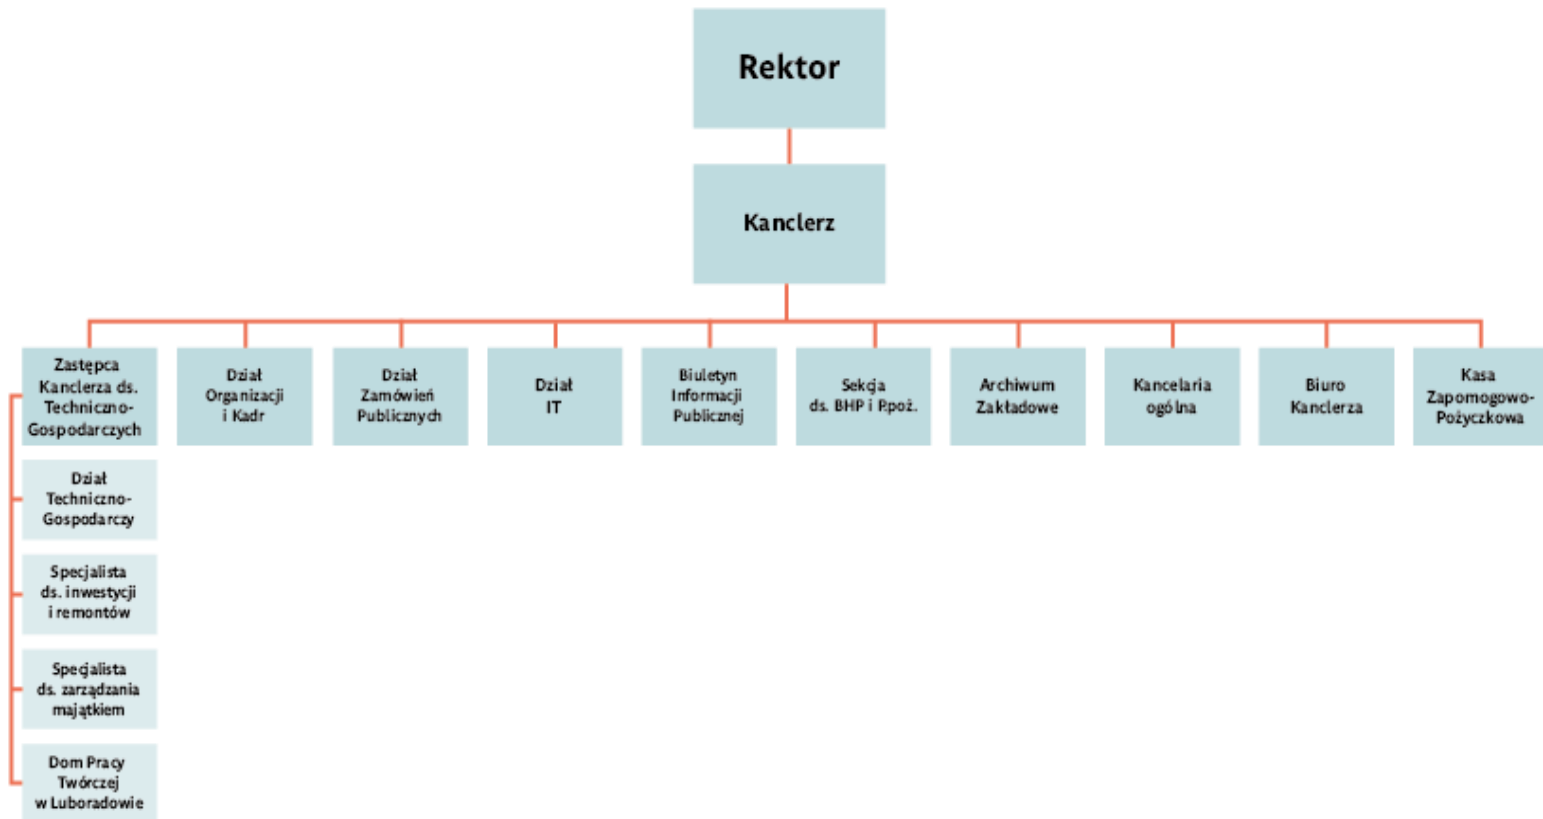 Rektor
Kanclerz
Zastępca
Kanclerza ds.
Techniczno-
Gospodarczych
Dział
Organizacji
i Kadr
Dział
Zamówień
Publicznych
Dział
IT
Biuletyn
Informacji
Publicznej
Sekcja
ds. BHP i P.poż.
Archiwum
Zakładowe
Kancelaria
ogólna
Biuro
Kanclerza
Kasa
Zapomogowo-
Pożyczkowa
Dział
Techniczno-
Gospodarczy
Specjalista
ds. inwestycji
i remontów
Specjalista
ds. zarządzania
majątkiem
Dom Pracy
Twórczej
w Luboradowie